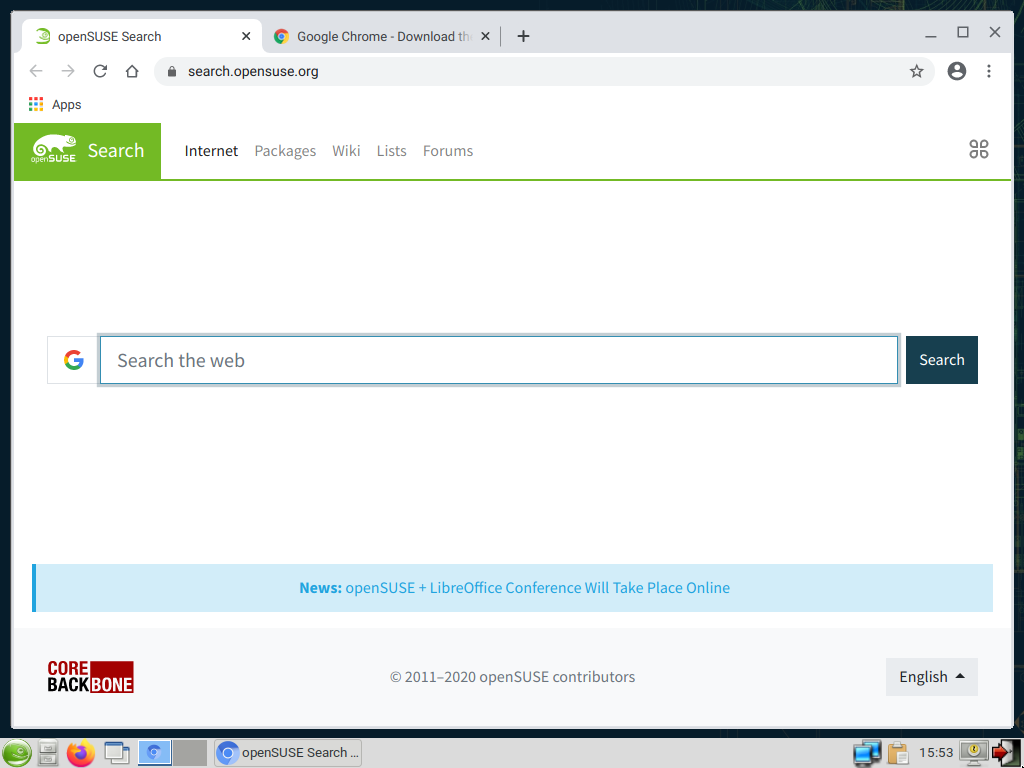 openSUSE Search
Google Chrome - Download th
search.opensuse.org
Apps
openSUSE Search
Internet Packages Wiki Lists Forums
Search the web
Search
News: openSUSE + LibreOffice Conference Will Take Place Online
CORE
BACKBONE
© 2011–2020 openSUSE contributors
English
openSUSE Search ...
15:53